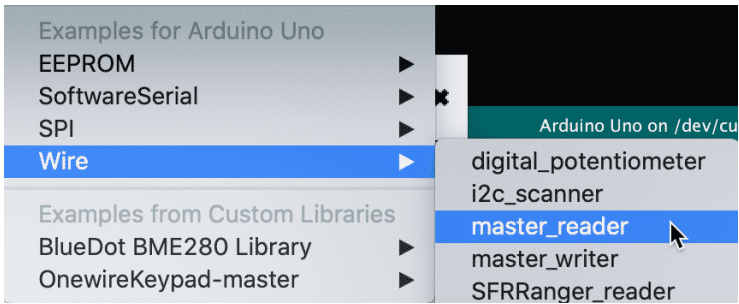 Examples for Arduino Uno
EEPROM
SoftwareSerial
SPI
Arduino Uno on /dev/cu
Wire
digital_potentiometer
i2c_scanner
master_reader
master_writer
SFRRanger_reader
Examples from Custom Libraries
BlueDot BME280 Library
OnewireKeypad-master